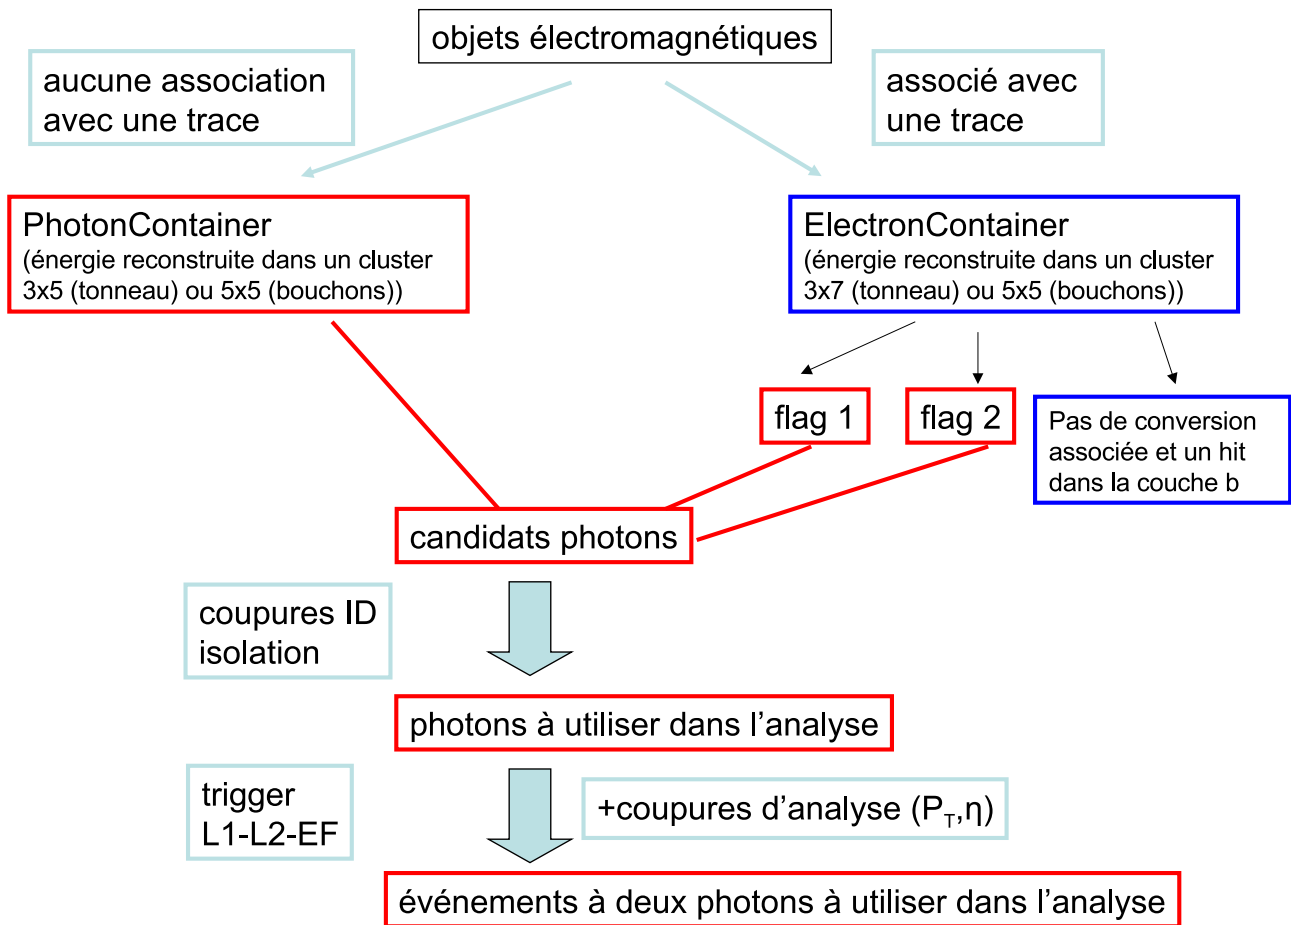 objets électromagnétiques
aucune association
avec une trace
associé avec
une trace
PhotonContainer
(énergie reconstruite dans un cluster
3x5 (tonneau) ou 5x5 (bouchons))
ElectronContainer
(énergie reconstruite dans un cluster
3x7 (tonneau) ou 5x5 (bouchons))
flag 1
flag 2
Pas de conversion
associée et un hit
dans la couche b
candidats photons
coupures ID
isolation
photons à utiliser dans l’analyse
trigger
L1-L2-EF
+coupures d’analyse (P_T,η)
événements à deux photons à utiliser dans l’analyse